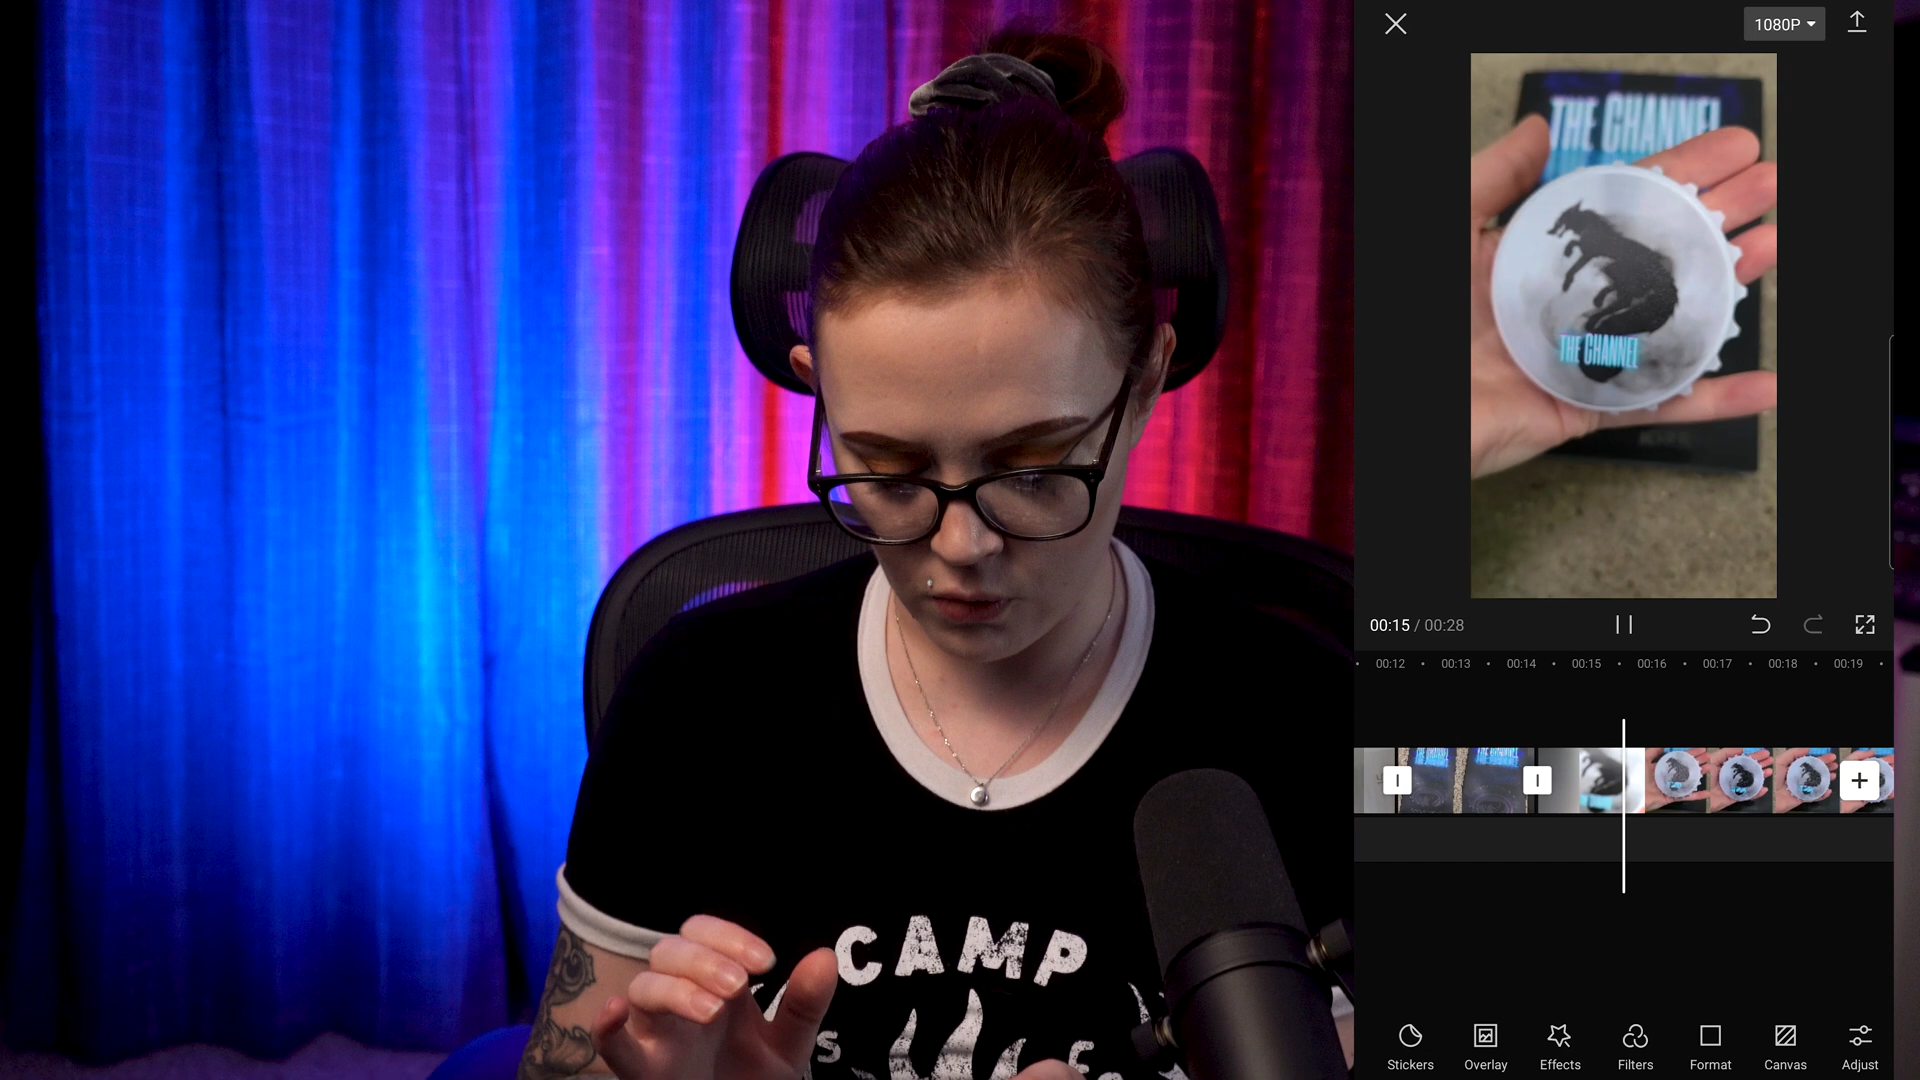 1080P
THE CHANNEL
THE CHANNEL
00:15 / 00:28
00:12 00:13 00:14 00:15 00:16 00:17 00:18 00:19
Stickers Overlay Effects Filters Format Canvas Adjust
CAMP